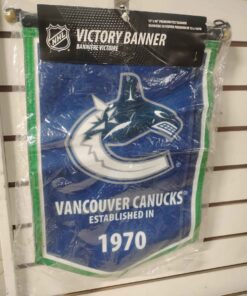 NHL
VICTORY BANNER
BANNIÈRE VICTOIRE
VANCOUVER CANUCKS
ESTABLISHED IN
1970